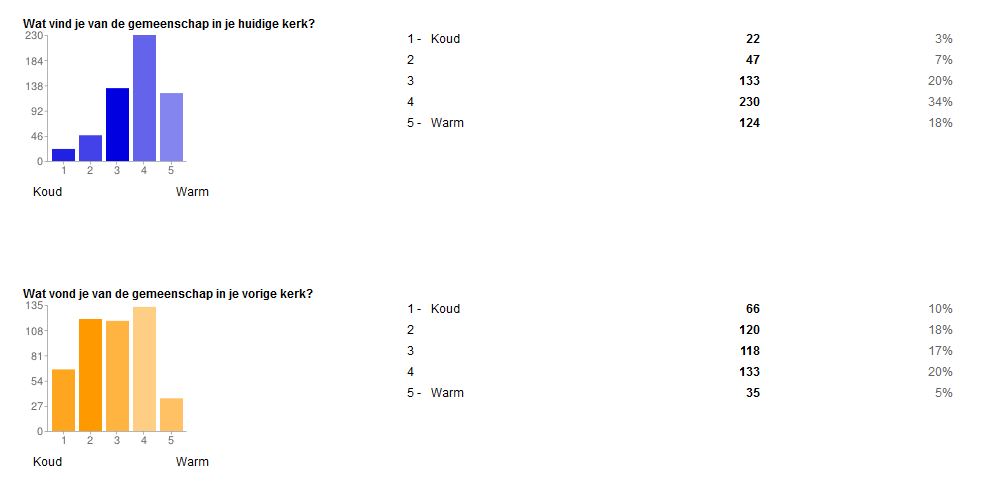 Wat vind je van de gemeenschap in je huidige kerk?
230
184
138
92
46
0
1 2 3 4 5
Koud Warm
1 - Koud 22 3%
2 47 7%
3 133 20%
4 230 34%
5 - Warm 124 18%
Wat vond je van de gemeenschap in je vorige kerk?
135
108
81
54
27
0
1 2 3 4 5
Koud Warm
1 - Koud 66 10%
2 120 18%
3 118 17%
4 133 20%
5 - Warm 35 5%